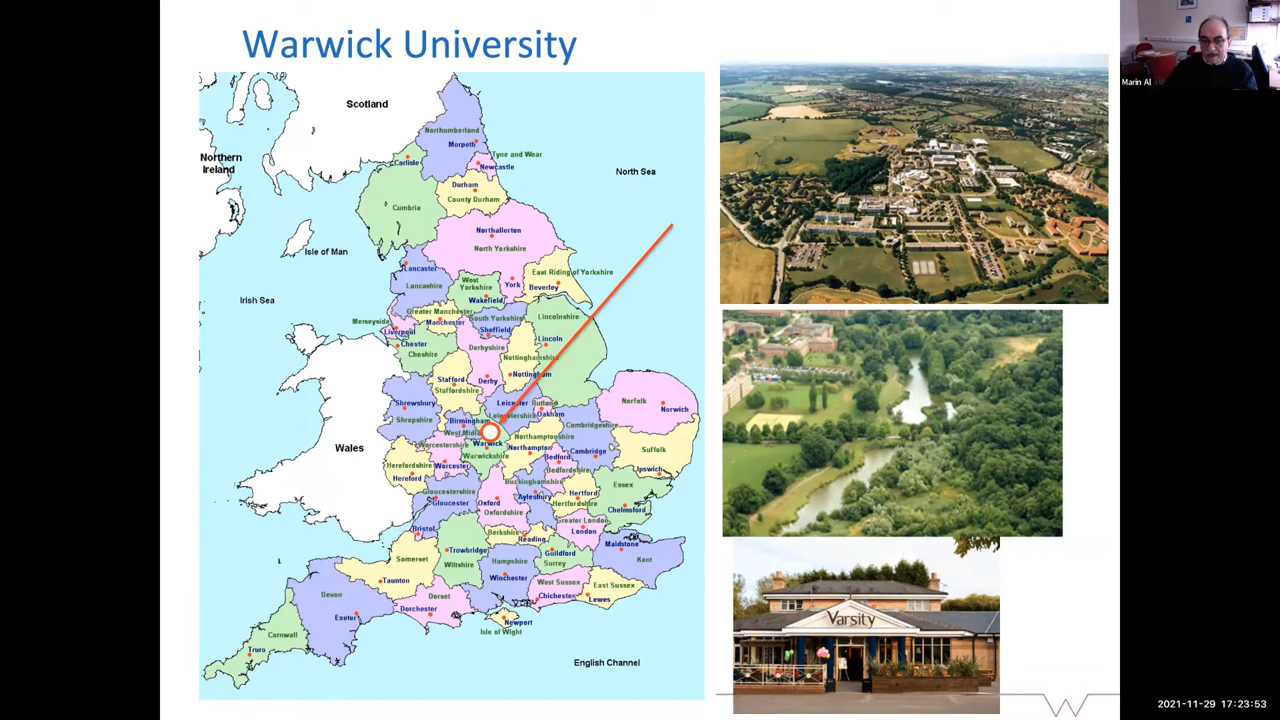 Warwick University
Marin Al
Scotland
Northumberland
Morpeth
Tyne and Wear
Newcastle
Carlisle
Northern
Ireland
North Sea
Durham
County Durham
Cumbria
Northallerton
North Yorkshire
Isle of Man
Lancaster
Lancashire
West
Yorkshire
York
East Riding of Yorkshire
Beverley
Irish Sea
Wakefield
Greater Manchester
Merseyside
Manchester
South Yorkshire
Lincolnshire
Liverpool
Sheffield
Chester
Cheshire
Derbyshire
Lincoln
Nottinghamshire
Stafford
Staffordshire
Derby
Nottingham
Shrewsbury
Shropshire
Leicester
Rutland
Leicestershire
Oakham
Norfolk
Norwich
Birmingham
West Midl
Cambridgeshire
Warwick
Northamptonshire
Wales
Worcestershire
Warwickshire
Northampton
Cambridge
Suffolk
Herefordshire
Worcester
Bedford
Bedfordshire
Ipswich
Hereford
Buckinghamshire
Essex
Gloucestershire
Gloucester
Oxford
Aylesbury
Hertford
Hertfordshire
Oxfordshire
Chelmsford
Greater London
London
Bristol
Berkshire
Reading
Maidstone
Trowbridge
Guildford
Surrey
Kent
Somerset
Wiltshire
Hampshire
Taunton
Winchester
West Sussex
East Sussex
Devon
Dorset
Chichester
Lewes
Dorchester
Exeter
Newport
Isle of Wight
Cornwall
Truro
English Channel
Varsity
2021-11-29 17:23:53